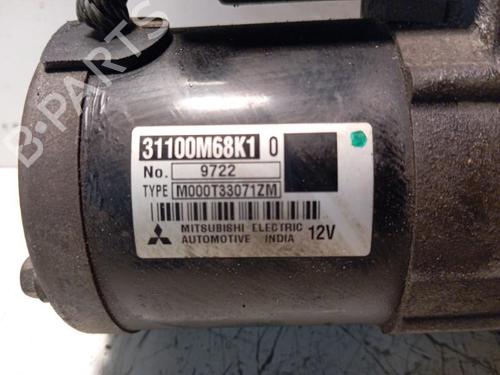 31100M68K1 0
No. 9722
TYPE M000T33071ZM
MITSUBISHI ELECTRIC
AUTOMOTIVE INDIA 12V
B-PARTS